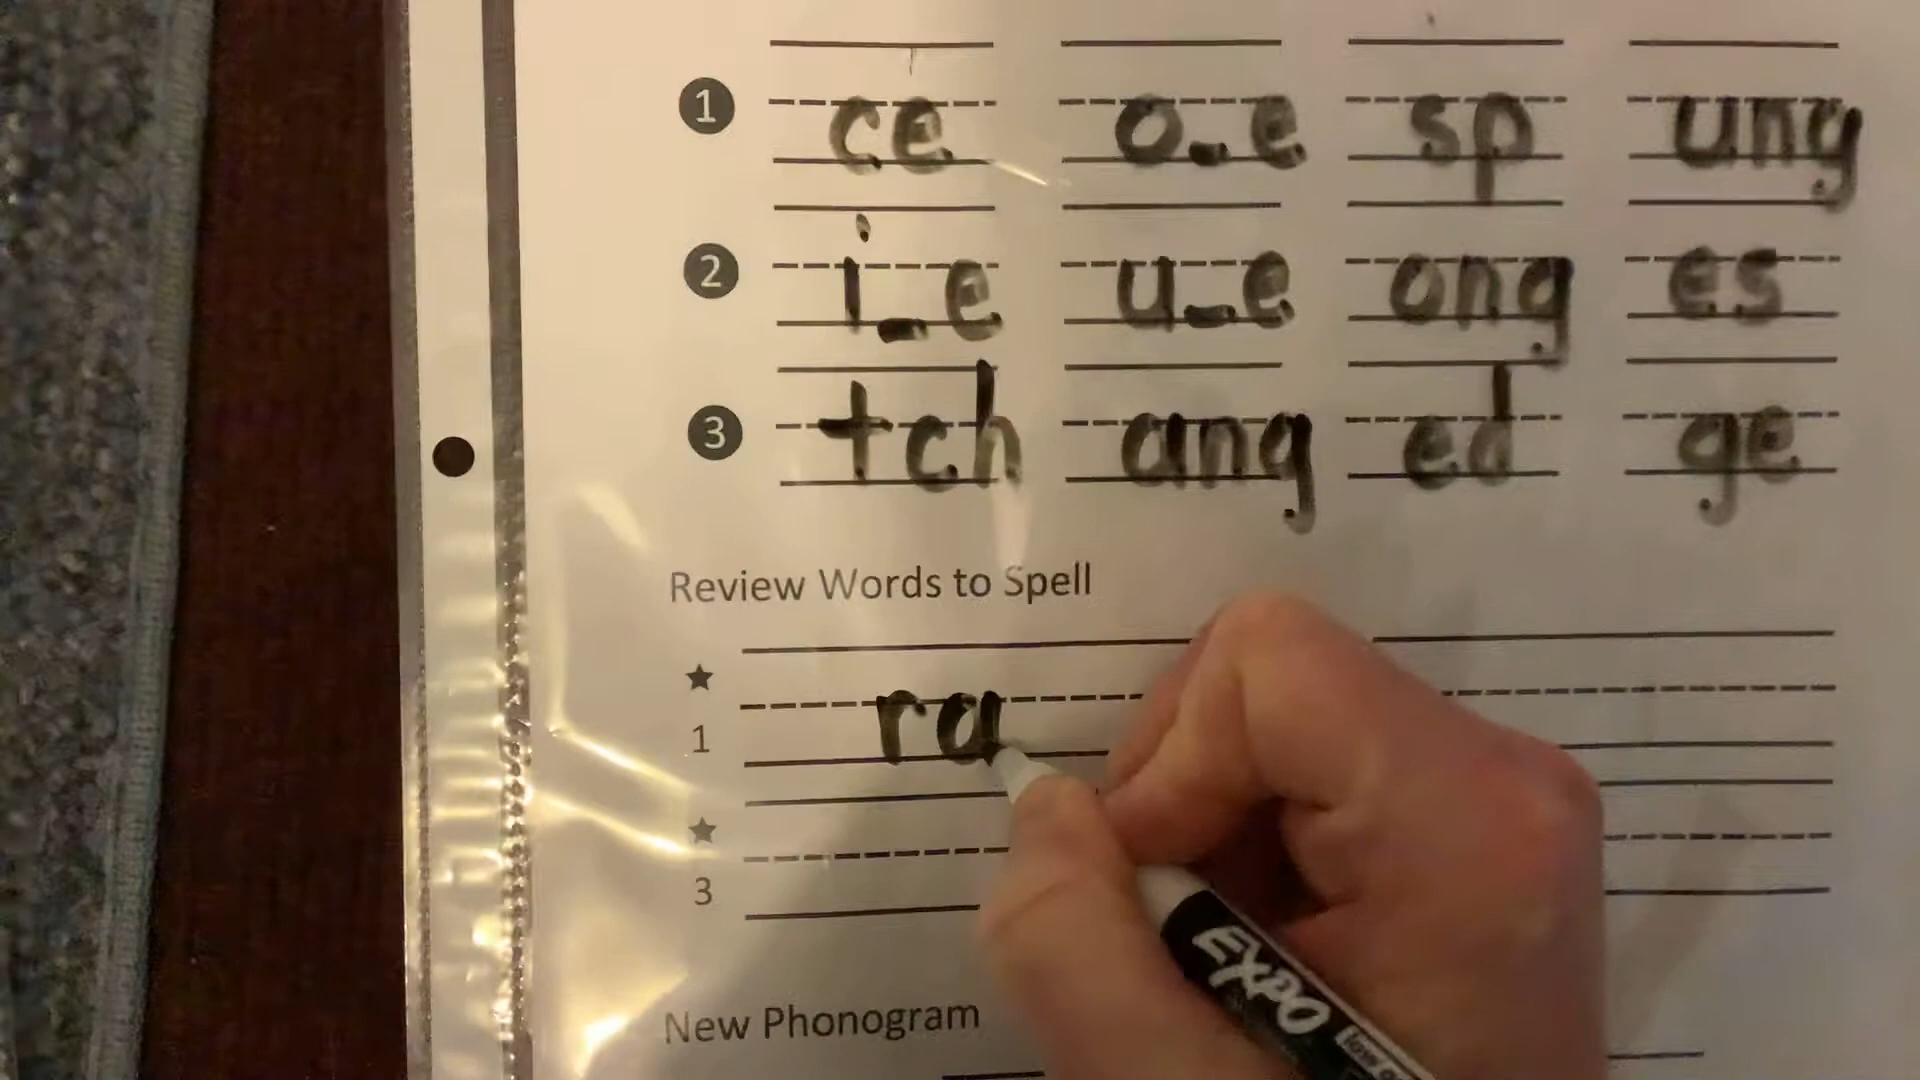 1 ce o_e sp ung
2 i_e u_e ong es
3 tch ang ed ge
Review Words to Spell
★
1 ra
★
3
New Phonogram
EXPO
low o